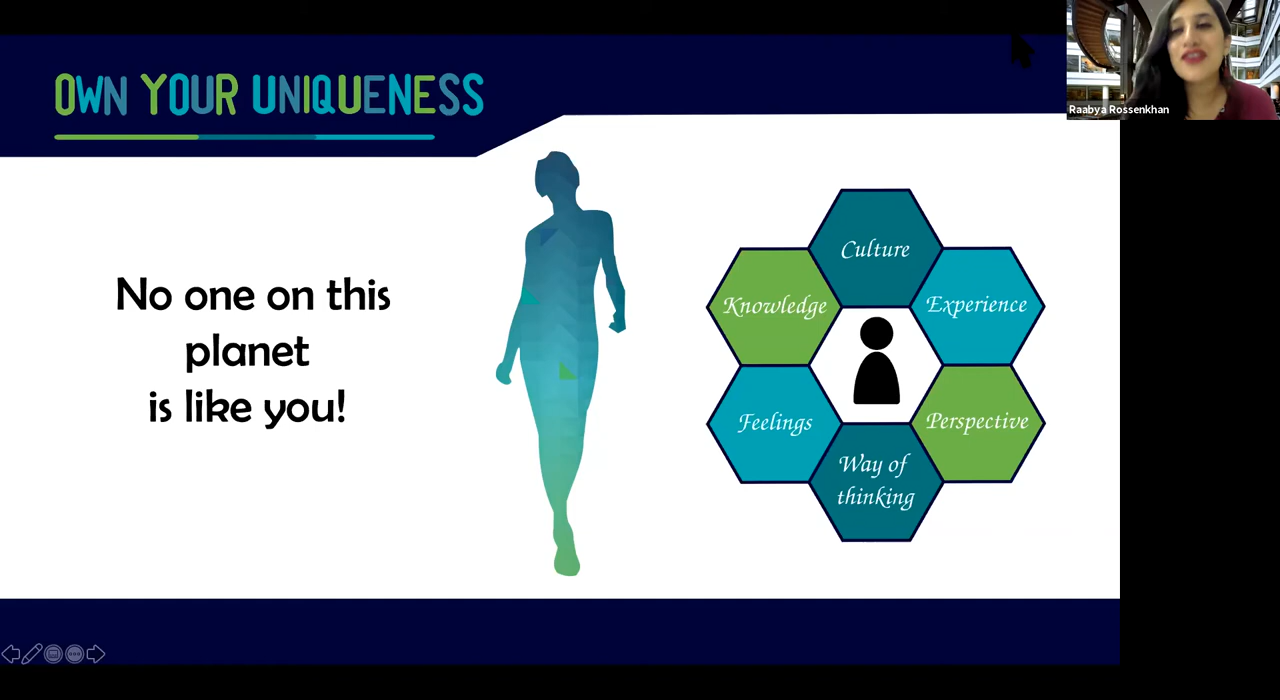 OWN YOUR UNIQUENESS
Raabya Rossenkhan
No one on this
planet
is like you!
Culture
Knowledge
Experience
Feelings
Perspective
Way of
thinking